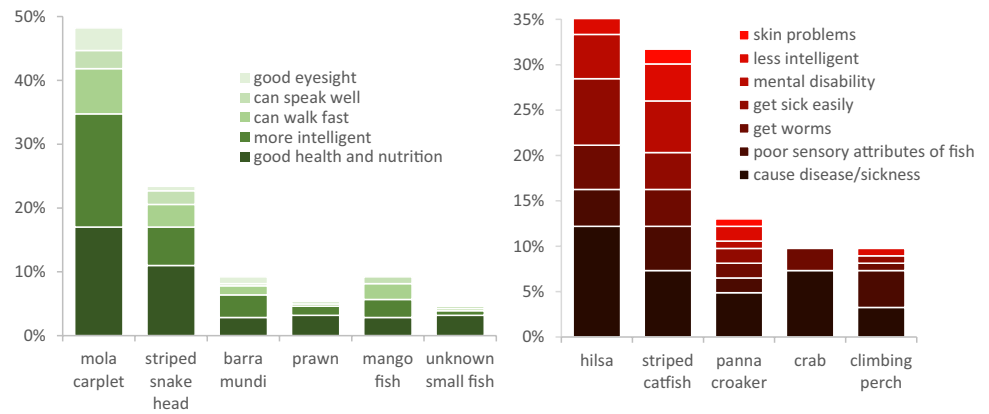 50%
40%
30%
20%
10%
0%
good eyesight
can speak well
can walk fast
more intelligent
good health and nutrition
mola
carplet
striped
snake
head
barra
mundi
prawn
mango
fish
unknown
small fish
35%
30%
25%
20%
15%
10%
5%
0%
skin problems
less intelligent
mental disability
get sick easily
get worms
poor sensory attributes of fish
cause disease/sickness
hilsa
striped
catfish
panna
croaker
crab
climbing
perch